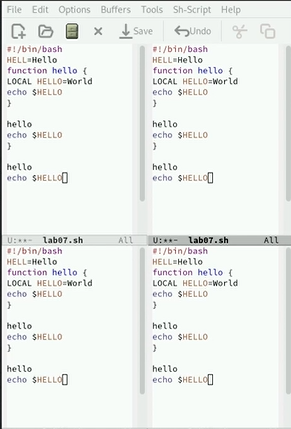 File Edit Options Buffers Tools Sh-Script Help
Save Undo
#!/bin/bash
HELL=Hello
function hello {
LOCAL HELLO=World
echo $HELLO
}
hello
echo $HELLO
}
hello
echo $HELLO
#!/bin/bash
HELL=Hello
function hello {
LOCAL HELLO=World
echo $HELLO
}
hello
echo $HELLO
}
hello
echo $HELLO
U:**- lab07.sh All
U:**- lab07.sh All
#!/bin/bash
HELL=Hello
function hello {
LOCAL HELLO=World
echo $HELLO
}
hello
echo $HELLO
}
hello
echo $HELLO
#!/bin/bash
HELL=Hello
function hello {
LOCAL HELLO=World
echo $HELLO
}
hello
echo $HELLO
}
hello
echo $HELLO